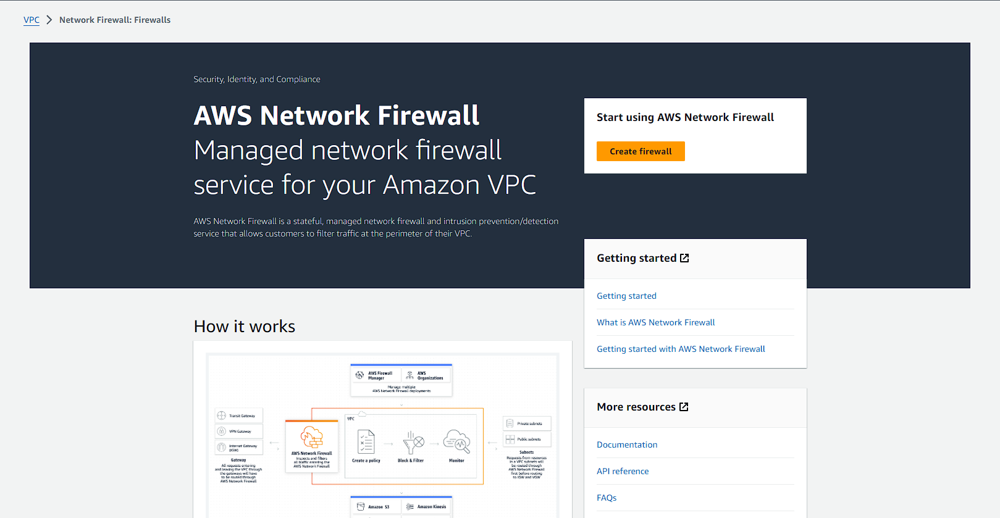 VPC
Network Firewall: Firewalls
Security, Identity, and Compliance
AWS Network Firewall
Managed network firewall
service for your Amazon VPC
AWS Network Firewall is a stateful, managed network firewall and intrusion prevention/detection
service that allows customers to filter traffic at the perimeter of their VPC.
Start using AWS Network Firewall
Create firewall
Getting started
Getting started
What is AWS Network Firewall
Getting started with AWS Network Firewall
More resources
Documentation
API reference
FAQs
How it works
AWS Firewall
Manager
AWS
Organizations
Manage multiple
AWS Network Firewall deployments
Transit Gateway
VPN Gateway
Internet Gateway
(IGW)
Gateway
All requests entering
and leaving the VPC through
the gateways will have
to be routed through
AWS Network Firewall
AWS Network Firewall
Inspects and filters
all traffic entering the
AWS Network Firewall
VPC
Create a policy
Block & Filter
Monitor
Private subnets
Public subnets
Subnets
Requests from resources
in a VPC subnets will
be routed through
AWS Network Firewall
first before routing
to IGW and VGW
Amazon S3
Amazon Kinesis